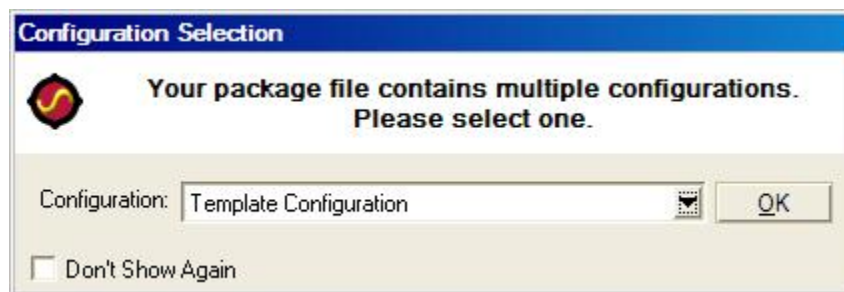 Configuration Selection
Your package file contains multiple configurations.
Please select one.
Configuration: Template Configuration OK
Don't Show Again